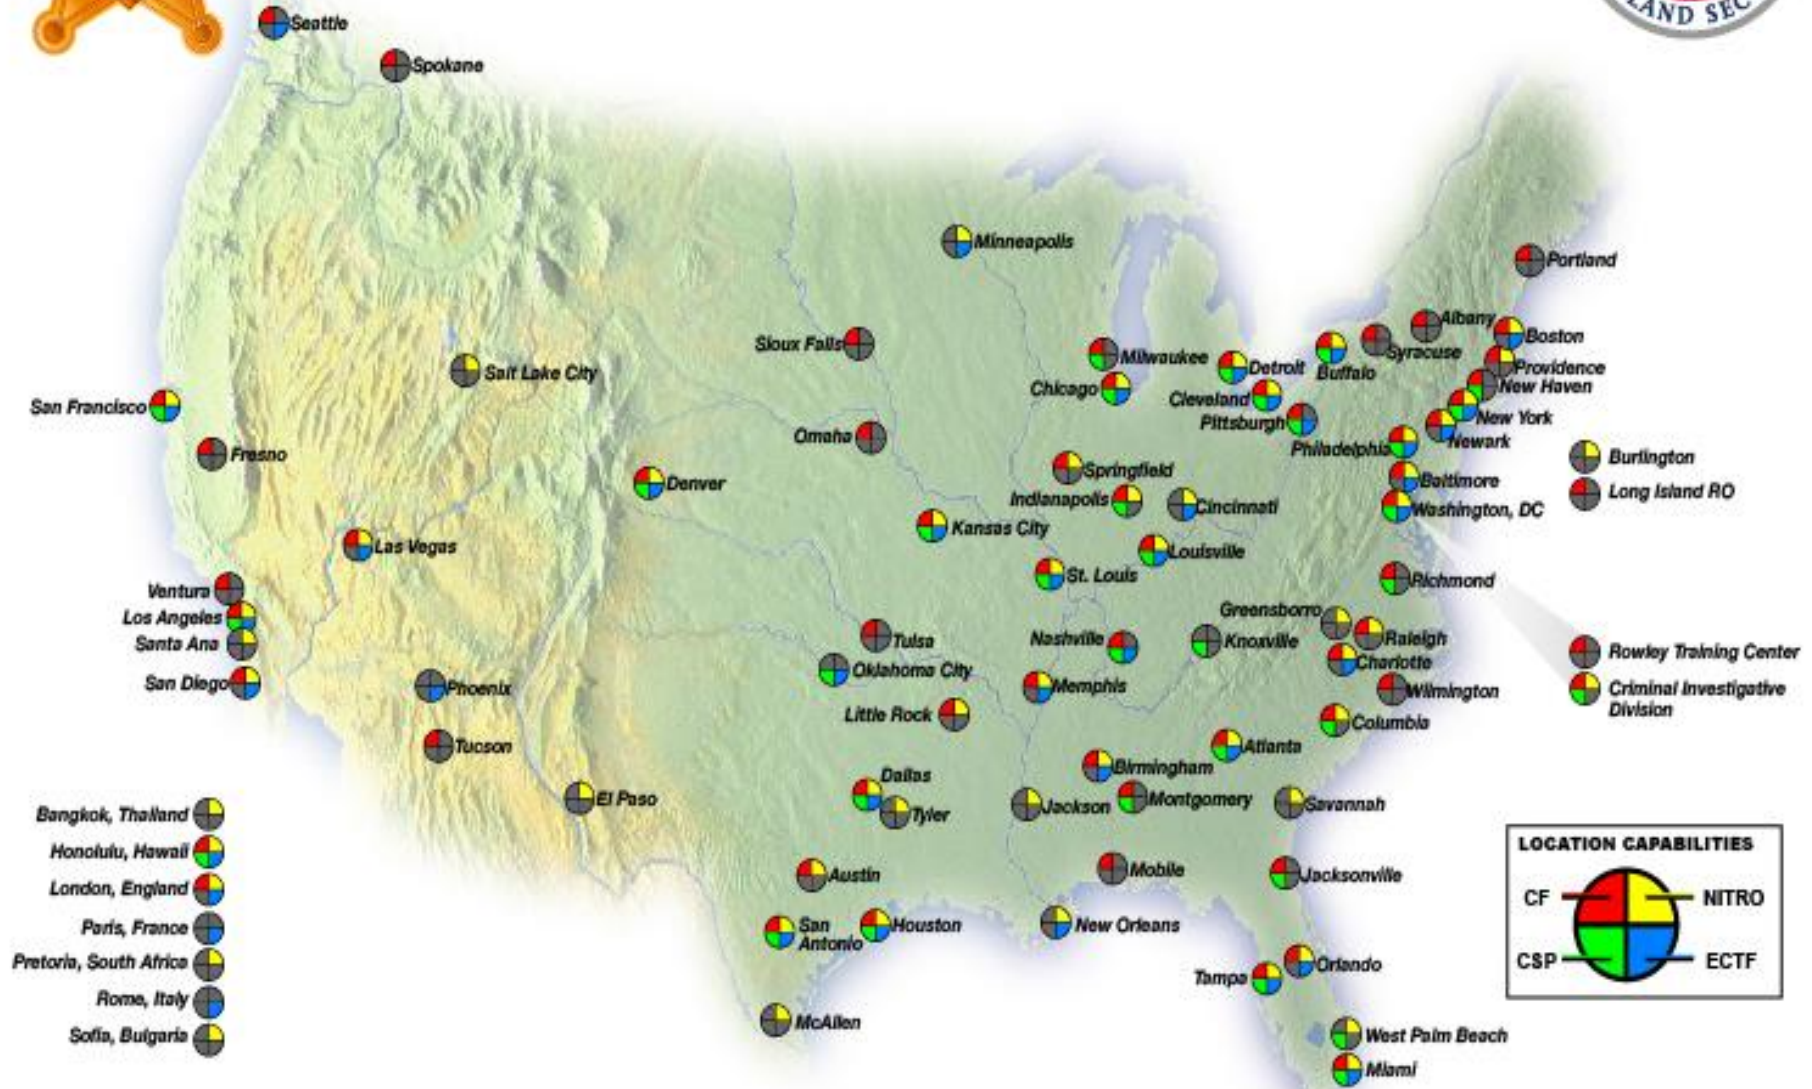 LAND SEC
Seattle
Spokane
Minneapolis
Portland
Sioux Falls
Milwaukee
Albany
Syracuse
Boston
Salt Lake City
Detroit
Buffalo
Providence
New Haven
Chicago
Cleveland
San Francisco
Pittsburgh
New York
Newark
Omaha
Philadelphia
Fresno
Burlington
Springfield
Denver
Baltimore
Long Island RO
Indianapolis
Cincinnati
Washington, DC
Kansas City
Las Vegas
Louisville
St. Louis
Richmond
Ventura
Los Angeles
Greensborro
Santa Ana
Tulsa
Nashville
Knoxville
Raleigh
Rowley Training Center
Charlotte
Oklahoma City
San Diego
Phoenix
Memphis
Wilmington
Criminal Investigative
Division
Little Rock
Columbia
Tucson
Atlanta
Birmingham
Dallas
El Paso
Jackson
Montgomery
Savannah
Tyler
Bangkok, Thailand
Honolulu, Hawaii
London, England
Paris, France
Pretoria, South Africa
Rome, Italy
Sofia, Bulgaria
Austin
Mobile
Jacksonville
San
Antonio
Houston
New Orleans
Tampa
Orlando
McAllen
West Palm Beach
Miami
LOCATION CAPABILITIES
CF
NITRO
CSP
ECTF